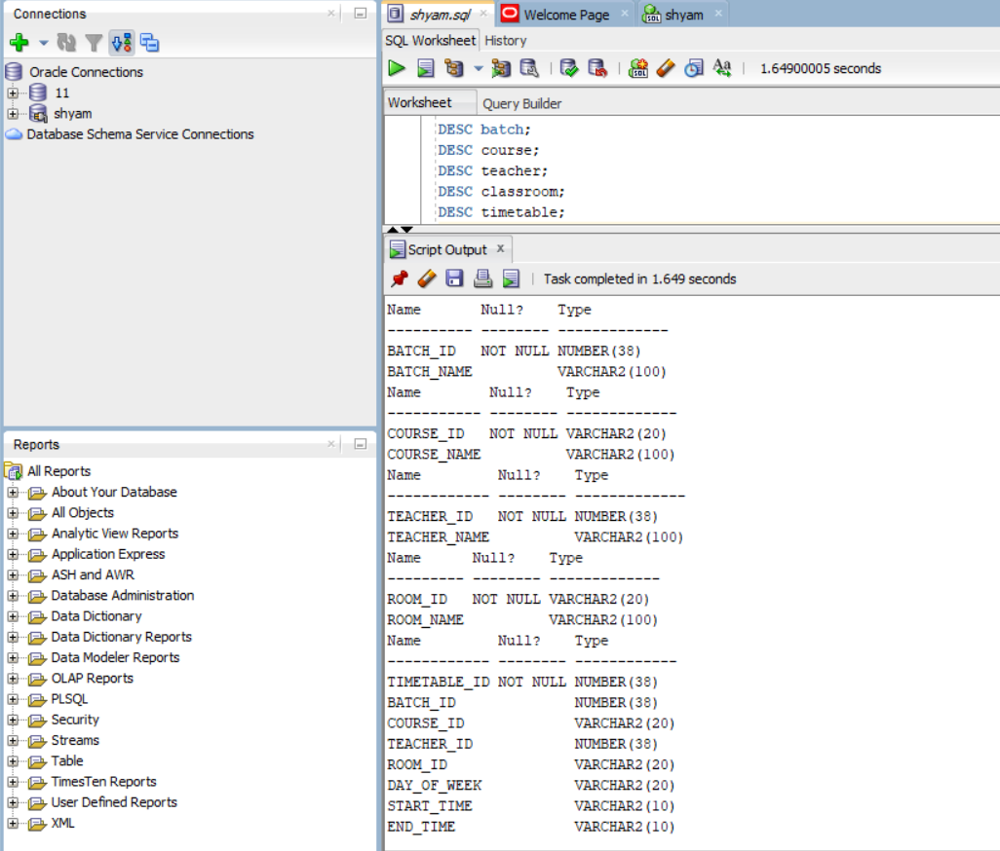 Connections
Oracle Connections
11
shyam
Database Schema Service Connections
Reports
All Reports
About Your Database
All Objects
Analytic View Reports
Application Express
ASH and AWR
Database Administration
Data Dictionary
Data Dictionary Reports
Data Modeler Reports
OLAP Reports
PLSQL
Security
Streams
Table
TimesTen Reports
User Defined Reports
XML
shyam.sql Welcome Page shyam
SQL Worksheet History
1.64900005 seconds
Worksheet Query Builder
DESC batch;
DESC course;
DESC teacher;
DESC classroom;
DESC timetable;
Script Output
Task completed in 1.649 seconds
Name       Null?    Type
---------- -------- -------------
BATCH_ID   NOT NULL NUMBER(38)
BATCH_NAME          VARCHAR2(100)
Name        Null?    Type
----------- -------- -------------
COURSE_ID   NOT NULL VARCHAR2(20)
COURSE_NAME          VARCHAR2(100)
Name         Null?    Type
------------ -------- -------------
TEACHER_ID   NOT NULL NUMBER(38)
TEACHER_NAME          VARCHAR2(100)
Name      Null?    Type
--------- -------- -------------
ROOM_ID   NOT NULL VARCHAR2(20)
ROOM_NAME          VARCHAR2(100)
Name         Null?    Type
------------ -------- ------------
TIMETABLE_ID NOT NULL NUMBER(38)
BATCH_ID              NUMBER(38)
COURSE_ID             VARCHAR2(20)
TEACHER_ID            NUMBER(38)
ROOM_ID               VARCHAR2(20)
DAY_OF_WEEK           VARCHAR2(20)
START_TIME            VARCHAR2(10)
END_TIME              VARCHAR2(10)